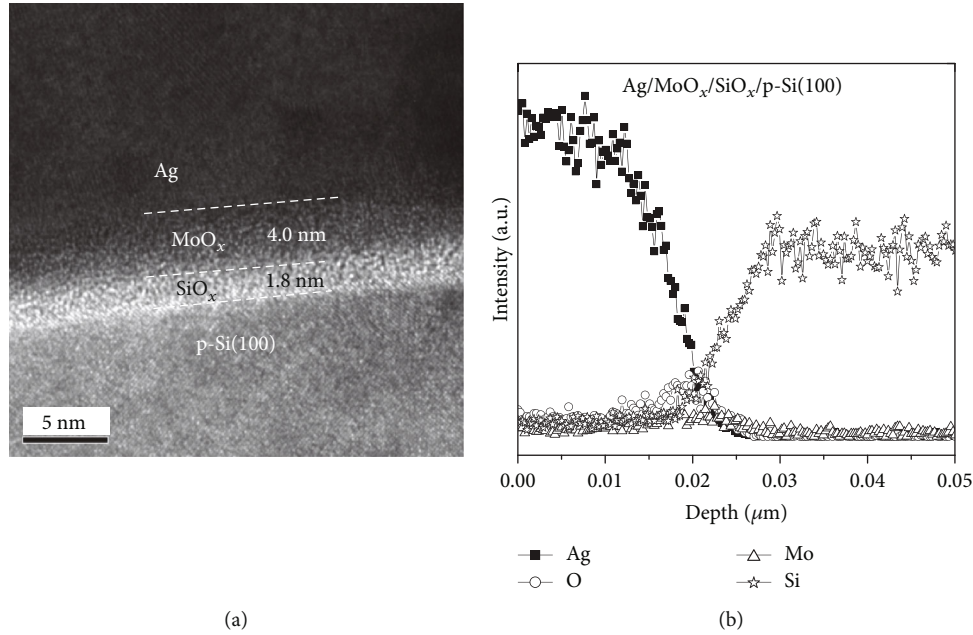 Ag
MoOₓ 4.0 nm
SiOₓ 1.8 nm
p-Si(100)
5 nm
(a)
Ag/MoOₓ/SiOₓ/p-Si(100)
Intensity (a.u.)
0.00 0.01 0.02 0.03 0.04 0.05
Depth (μm)
Ag Mo
O Si
(b)